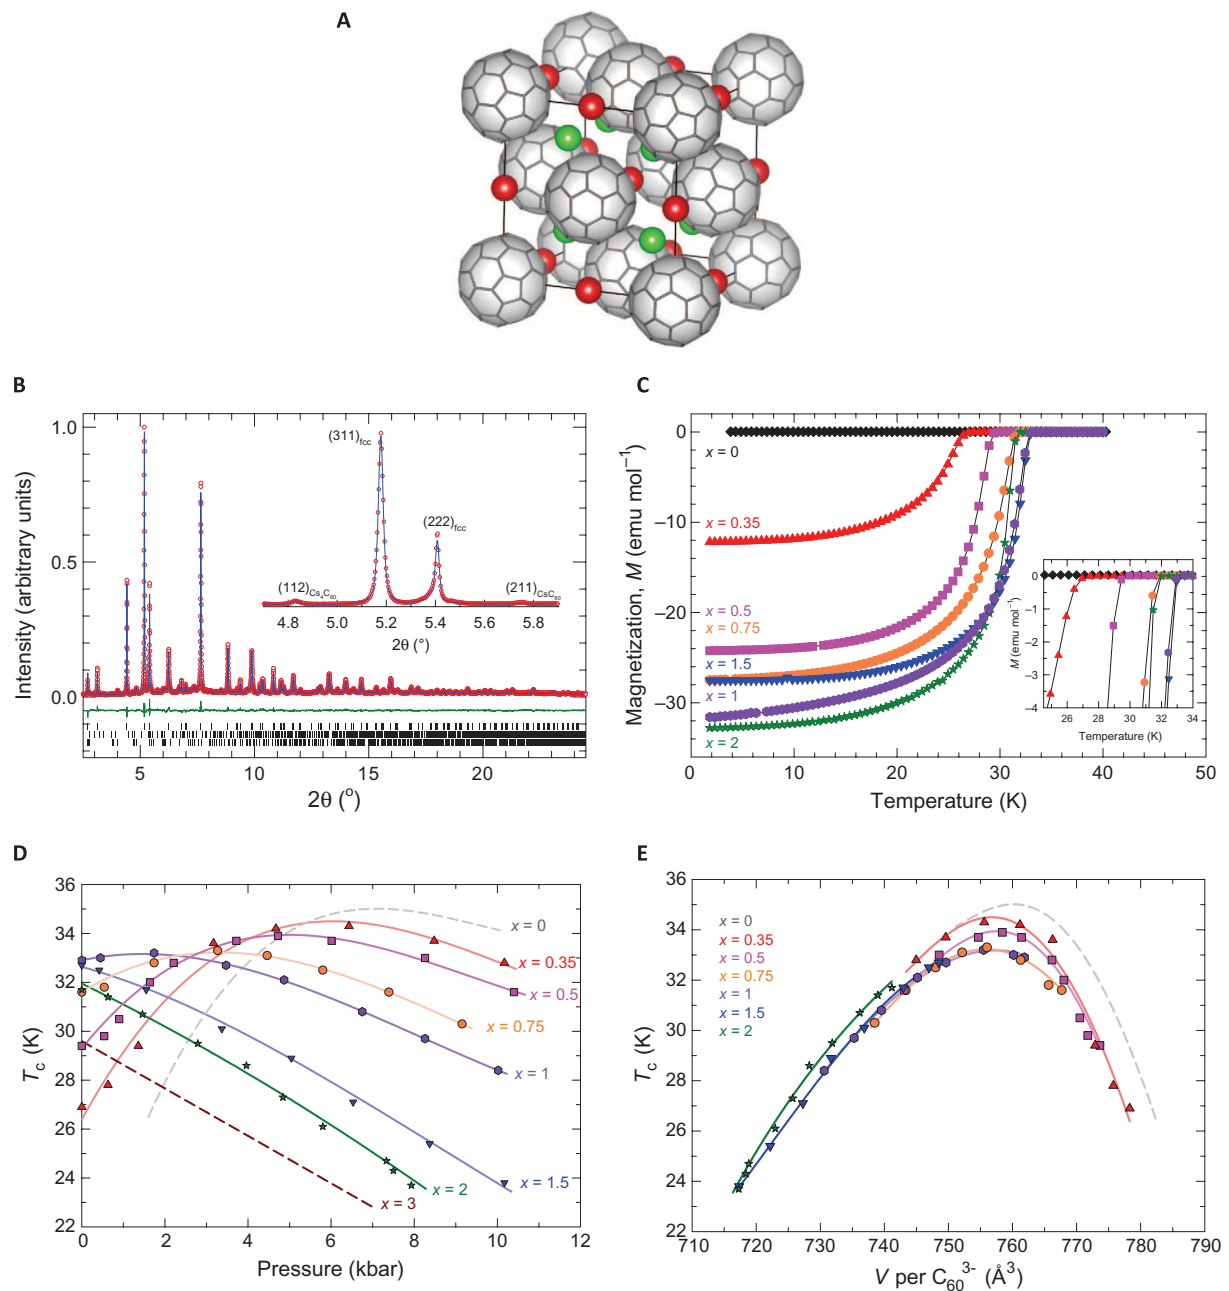 A
B
1.0
0.5
0.0
Intensity (arbitrary units)
5
10
15
20
2θ (°)
(311)fcc
(222)fcc
(112)Cs4C60
(211)CsC60
4.8
5.0
5.2
5.4
5.6
5.8
2θ (°)
C
0
−10
−20
−30
Magnetization, M (emu mol−1)
x = 0
x = 0.35
x = 0.5
x = 0.75
x = 1.5
x = 1
x = 2
0
10
20
30
40
50
Temperature (K)
0
−1
−2
−3
−4
M (emu mol−1)
26
28
30
32
34
Temperature (K)
D
36
34
32
30
28
26
24
22
Tc (K)
x = 0
x = 0.35
x = 0.5
x = 0.75
x = 1
x = 1.5
x = 2
x = 3
0
2
4
6
8
10
12
Pressure (kbar)
E
36
34
32
30
28
26
24
22
Tc (K)
x = 0
x = 0.35
x = 0.5
x = 0.75
x = 1
x = 1.5
x = 2
710
720
730
740
750
760
770
780
790
V per C60 3- (Å3)